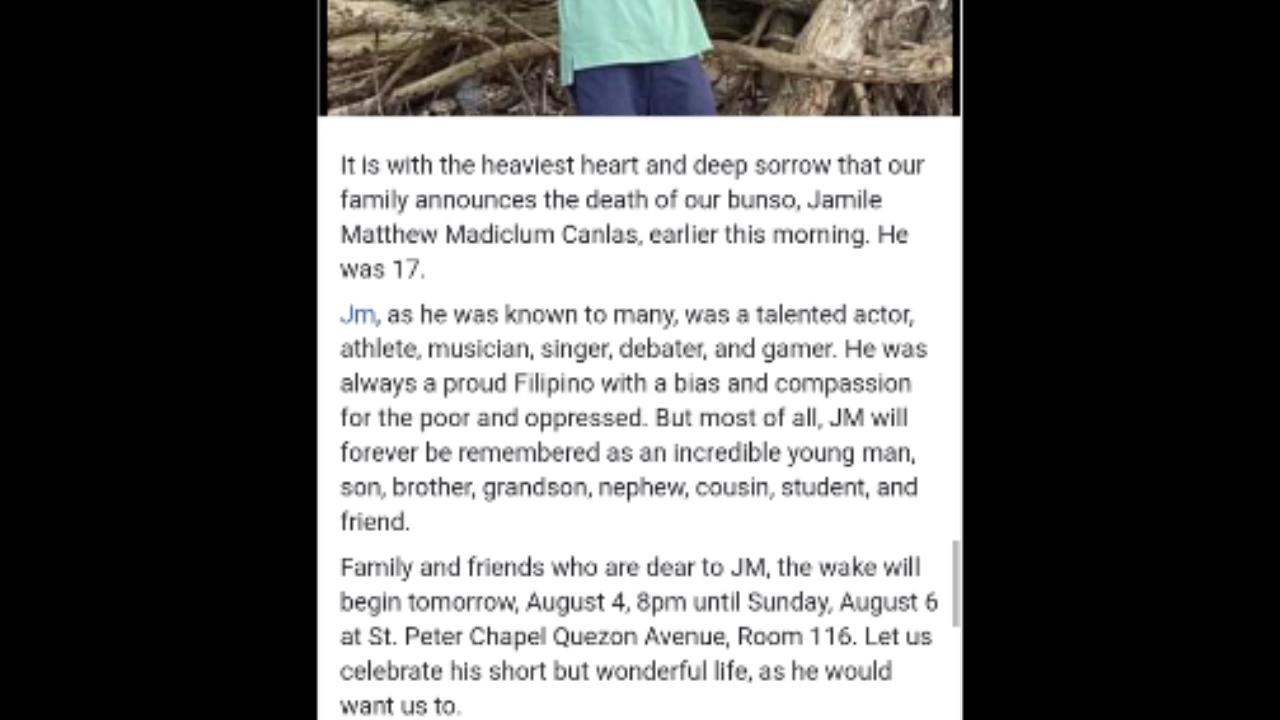 It is with the heaviest heart and deep sorrow that our
family announces the death of our bunso, Jamile
Matthew Madiclum Canlas, earlier this morning. He
was 17.
Jm, as he was known to many, was a talented actor,
athlete, musician, singer, debater, and gamer. He was
always a proud Filipino with a bias and compassion
for the poor and oppressed. But most of all, JM will
forever be remembered as an incredible young man,
son, brother, grandson, nephew, cousin, student, and
friend.
Family and friends who are dear to JM, the wake will
begin tomorrow, August 4, 8pm until Sunday, August 6
at St. Peter Chapel Quezon Avenue, Room 116. Let us
celebrate his short but wonderful life, as he would
want us to.